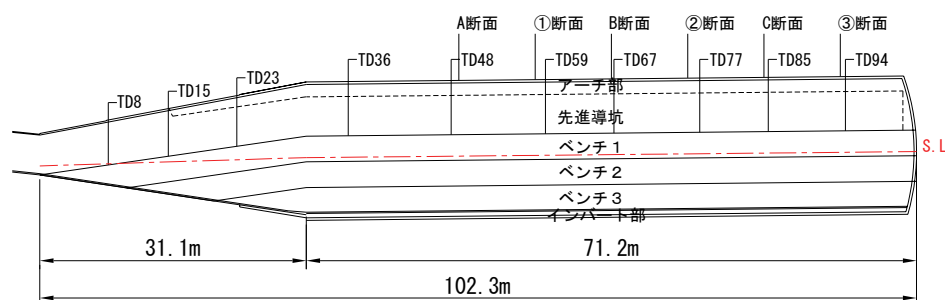 A断面 ①断面 B断面 ②断面 C断面 ③断面
TD8 TD15 TD23 TD36 TD48 TD59 TD67 TD77 TD85 TD94
アーチ部
先進導坑
ベンチ1
S.L
ベンチ2
ベンチ3
インバート部
31.1m 71.2m
102.3m